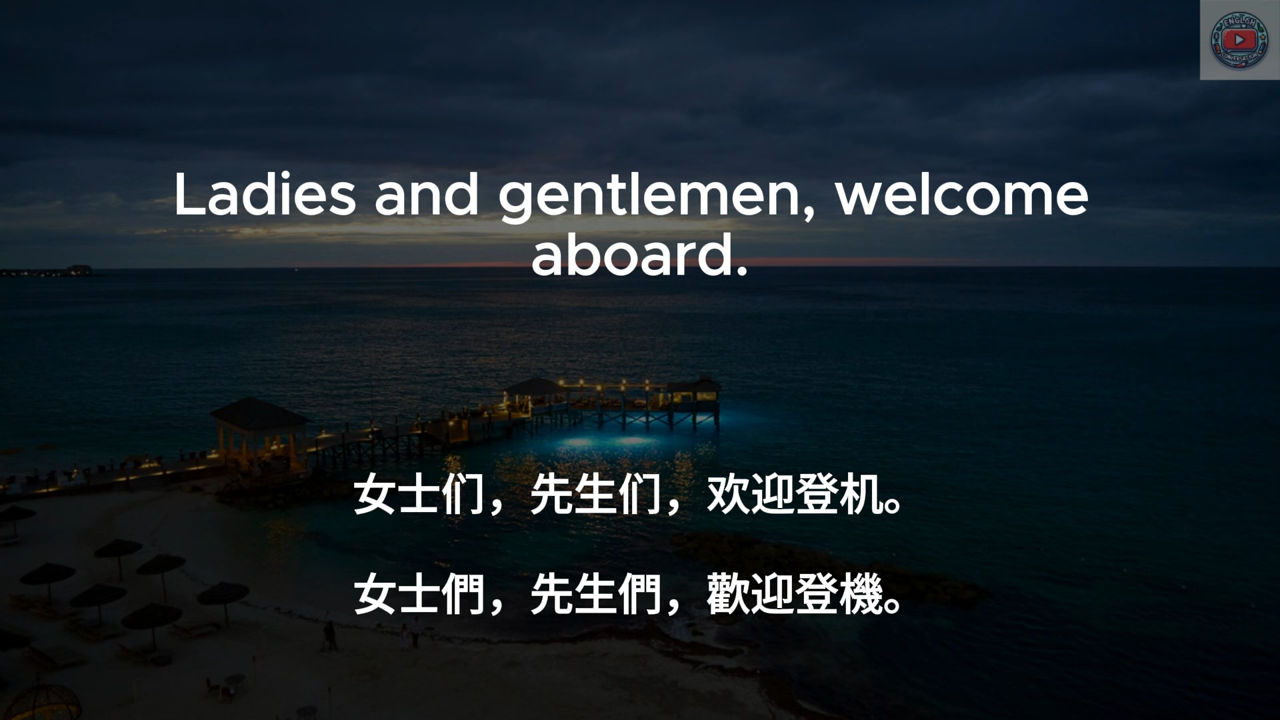 Ladies and gentlemen, welcome
aboard.
女士们，先生们，欢迎登机。
女士們，先生們，歡迎登機。